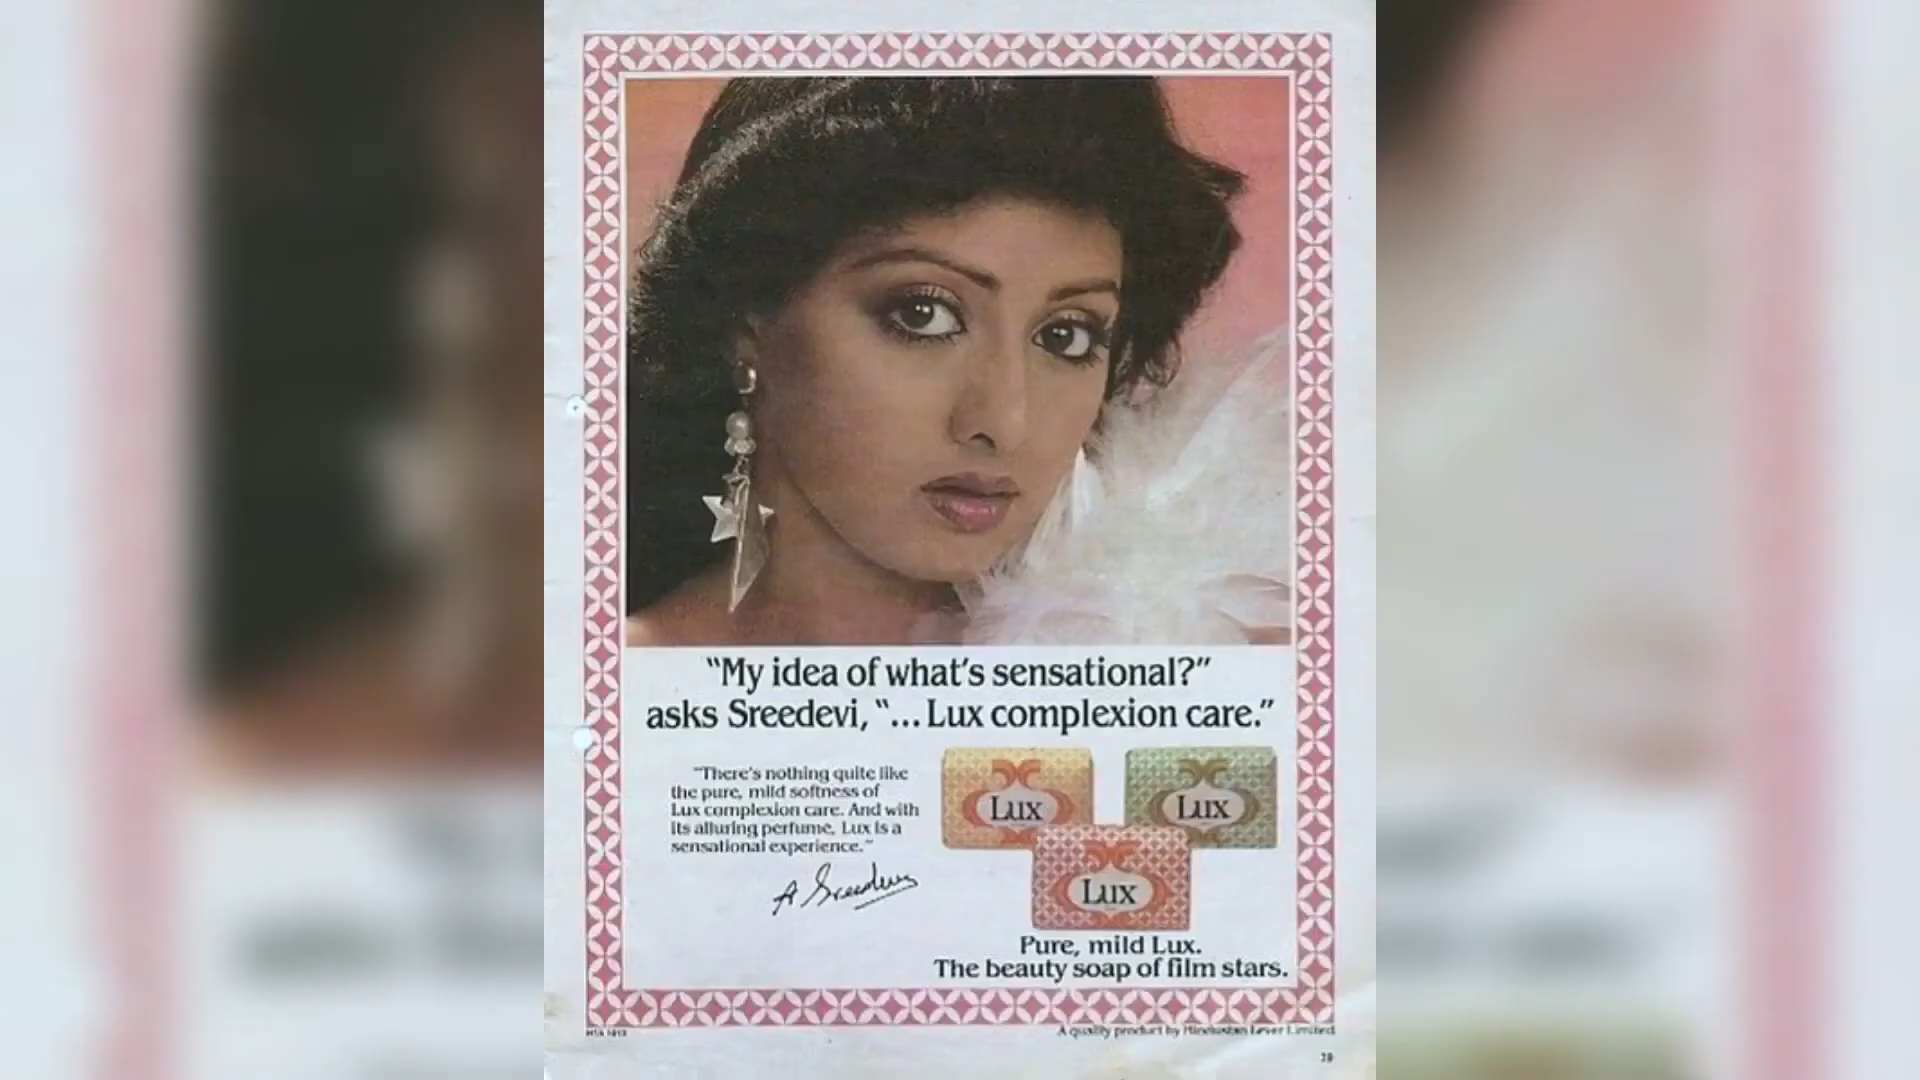 "My idea of what's sensational?"
asks Sreedevi, "... Lux complexion care."
"There's nothing quite like
the pure, mild softness of
Lux complexion care. And with
its alluring perfume, Lux is a
sensational experience."
A Sreedevi
Lux
Lux
Lux
Pure, mild Lux.
The beauty soap of film stars.
A quality product by Hindustan Lever Limited